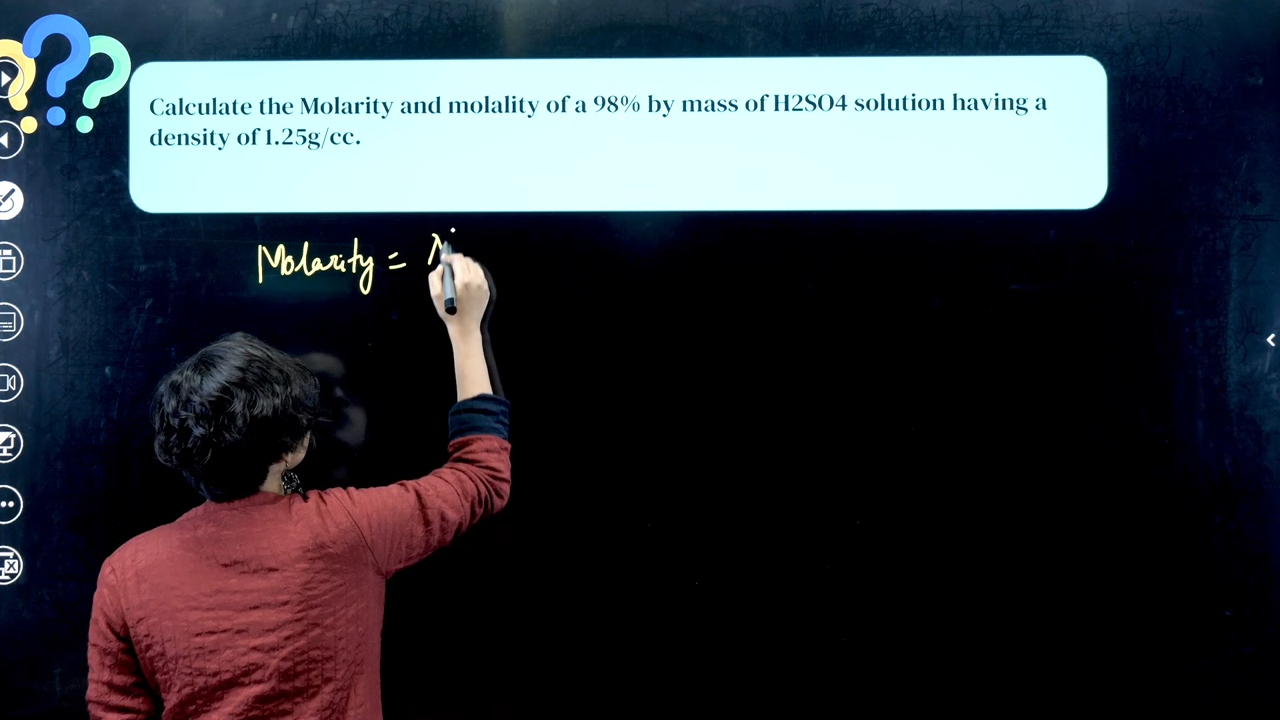 Calculate the Molarity and molality of a 98% by mass of H2SO4 solution having a
density of 1.25g/cc.
Molarity =